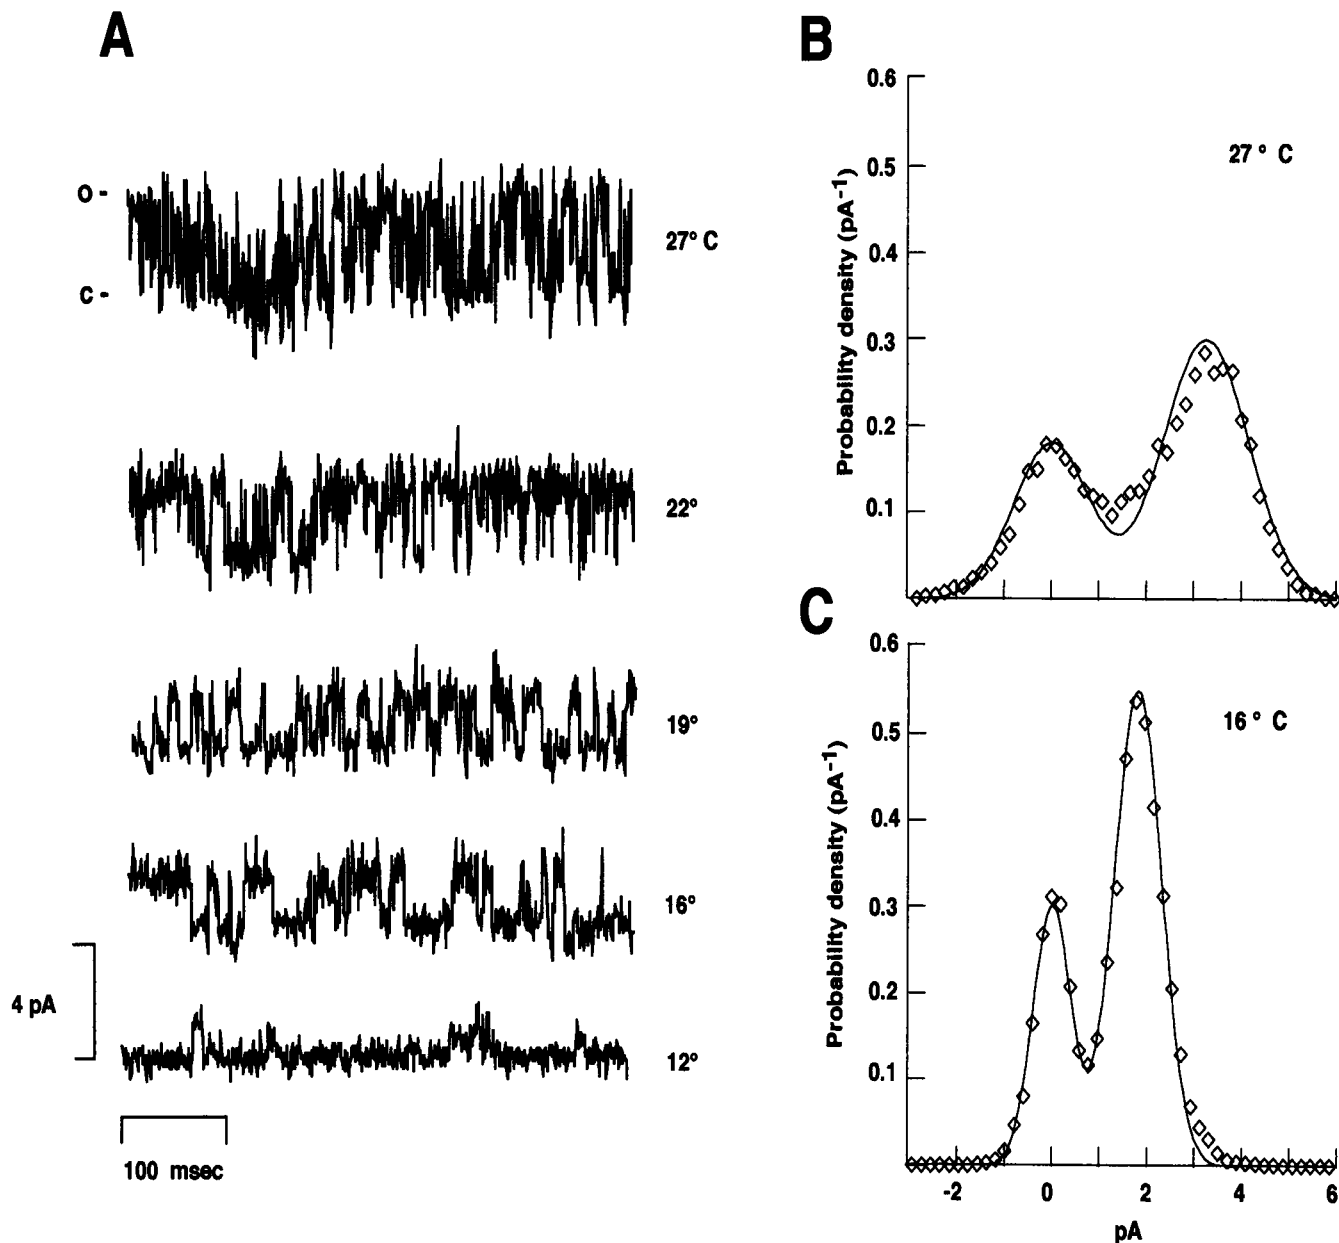 A
O -
C -
27° C
22°
19°
16°
12°
4 pA
100 msec
B
0.6
0.5
0.4
0.3
0.2
0.1
Probability density (pA⁻¹)
27° C
C
0.6
0.5
0.4
0.3
0.2
0.1
Probability density (pA⁻¹)
16° C
-2 0 2 4 6
pA